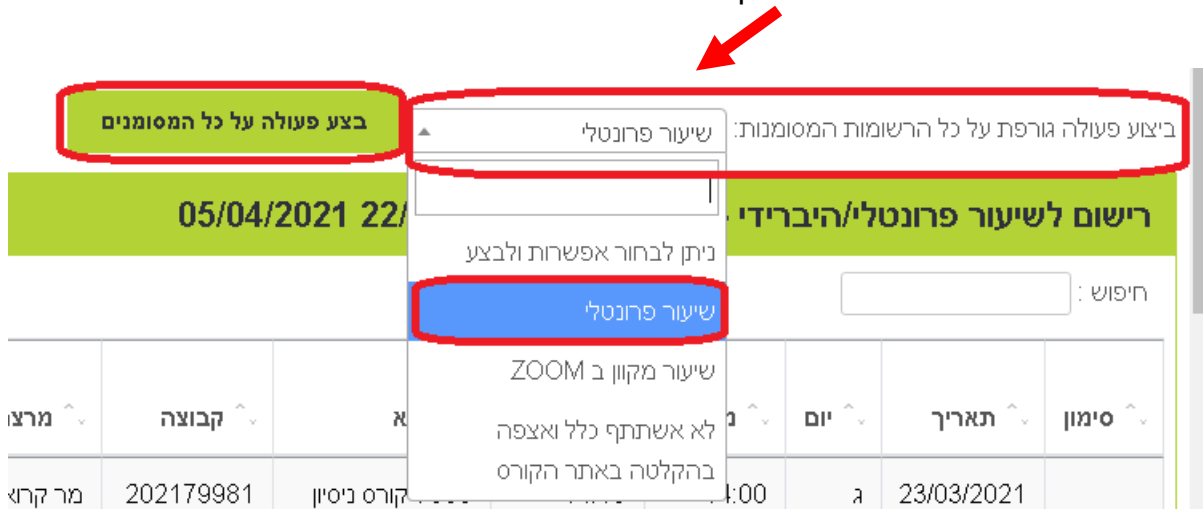 ביצוע פעולה גורפת על כל הרשומות המסומנות: שיעור פרונטלי בצע פעולה על כל המסומנים
רישום לשיעור פרונטלי/היברידי 22/ 05/04/2021
ניתן לבחור אפשרות ולבצע
חיפוש :
שיעור פרונטלי
שיעור מקוון ב ZOOM
לא אשתתף כלל ואצפה
בהקלטה באתר הקורס
סימון תאריך יום קבוצה
23/03/2021 ג :00 קורס ניסיון 202179981 מר